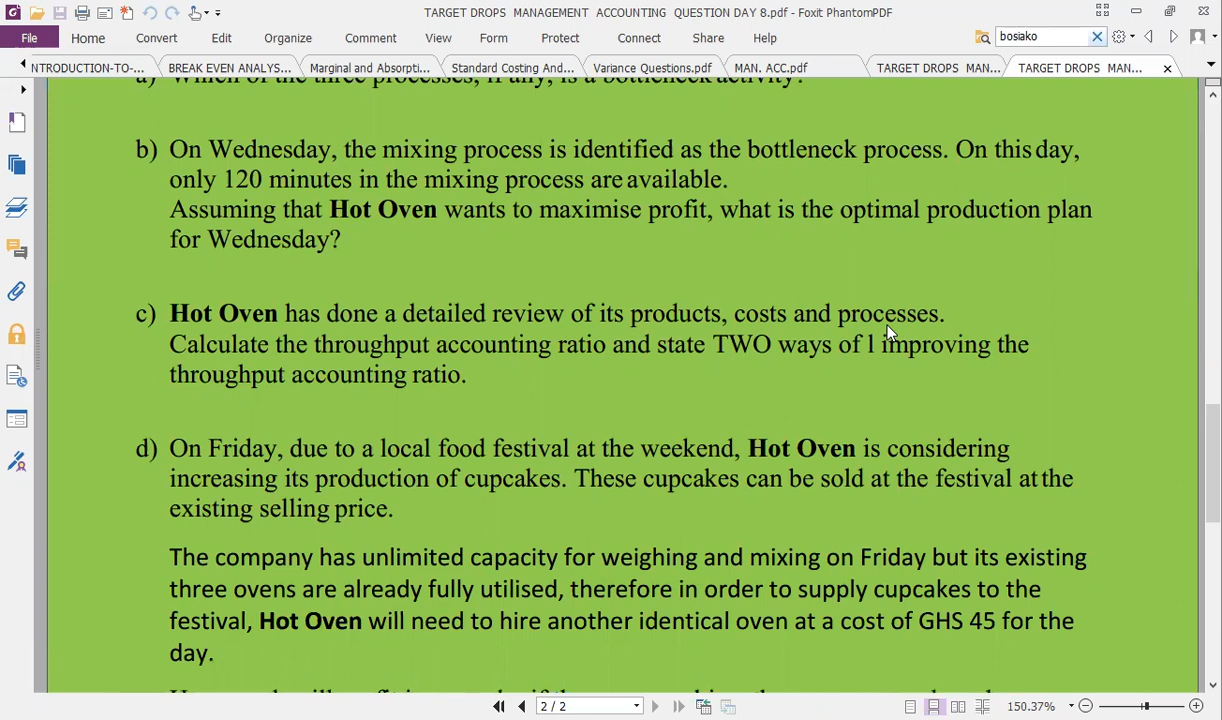 TARGET DROPS MANAGEMENT ACCOUNTING QUESTION DAY 8.pdf - Foxit PhantomPDF
File Home Convert Edit Organize Comment View Form Protect Connect Share Help bosiako
NTRODUCTION-TO-... BREAK EVEN ANALYS... Marginal and Absorpti... Standard Costing And... Variance Questions.pdf MAN. ACC.pdf TARGET DROPS MAN... TARGET DROPS MAN...
a) Which of the three processes, if any, is a bottleneck activity?
b) On Wednesday, the mixing process is identified as the bottleneck process. On this day,
only 120 minutes in the mixing process are available.
Assuming that Hot Oven wants to maximise profit, what is the optimal production plan
for Wednesday?
c) Hot Oven has done a detailed review of its products, costs and processes.
Calculate the throughput accounting ratio and state TWO ways of l improving the
throughput accounting ratio.
d) On Friday, due to a local food festival at the weekend, Hot Oven is considering
increasing its production of cupcakes. These cupcakes can be sold at the festival at the
existing selling price.
The company has unlimited capacity for weighing and mixing on Friday but its existing
three ovens are already fully utilised, therefore in order to supply cupcakes to the
festival, Hot Oven will need to hire another identical oven at a cost of GHS 45 for the
day.
2 / 2
150.37%